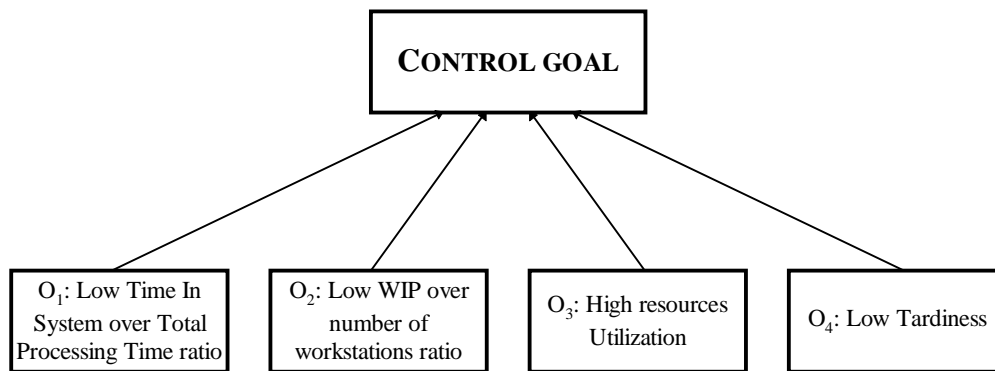 CONTROL GOAL
O₁: Low Time In
System over Total
Processing Time ratio
O₂: Low WIP over
number of
workstations ratio
O₃: High resources
Utilization
O₄: Low Tardiness